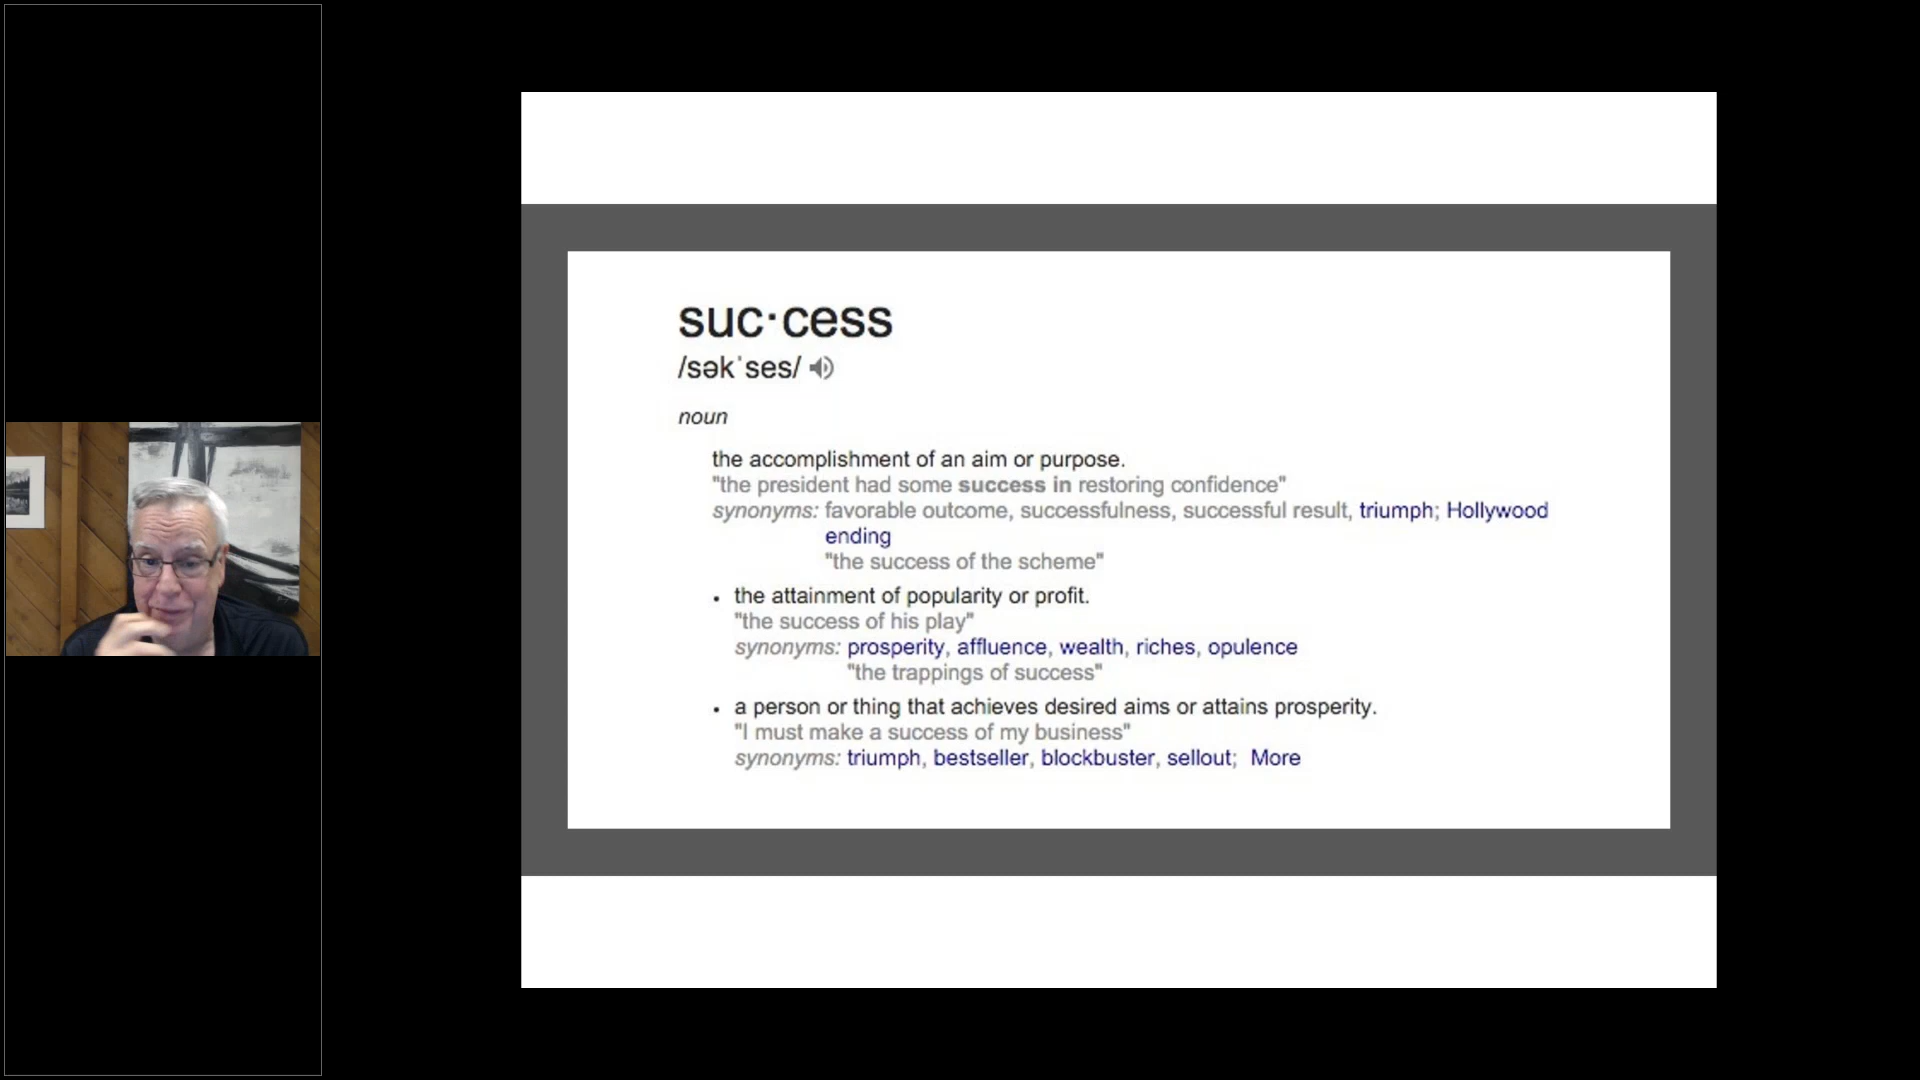 suc·cess
/səkˈses/
noun
the accomplishment of an aim or purpose.
"the president had some success in restoring confidence"
synonyms: favorable outcome, successfulness, successful result, triumph; Hollywood
ending
"the success of the scheme"
• the attainment of popularity or profit.
"the success of his play"
synonyms: prosperity, affluence, wealth, riches, opulence
"the trappings of success"
• a person or thing that achieves desired aims or attains prosperity.
"I must make a success of my business"
synonyms: triumph, bestseller, blockbuster, sellout; More